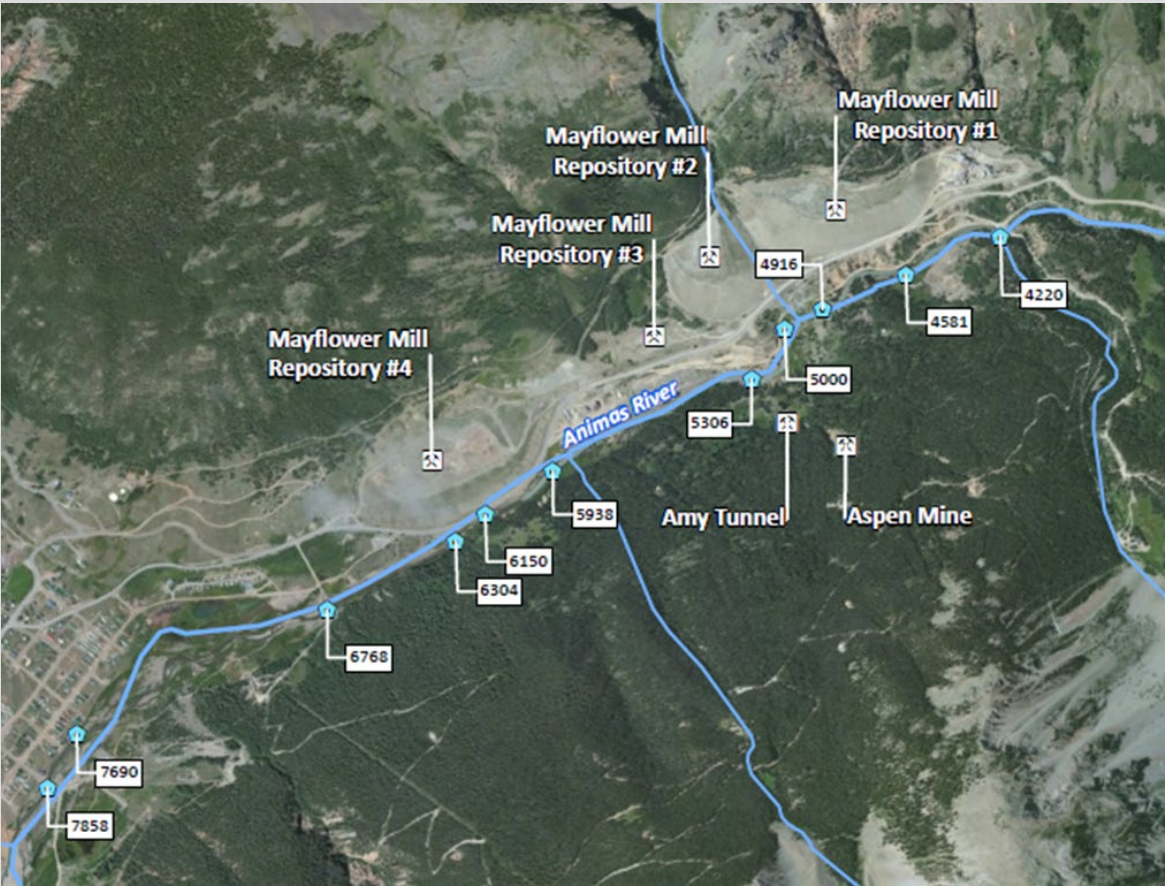 Mayflower Mill
Repository #1
Mayflower Mill
Repository #2
Mayflower Mill
Repository #3
4916
4220
4581
Mayflower Mill
Repository #4
5000
Animas River
5306
5938
Amy Tunnel
Aspen Mine
6150
6304
6768
7690
7858